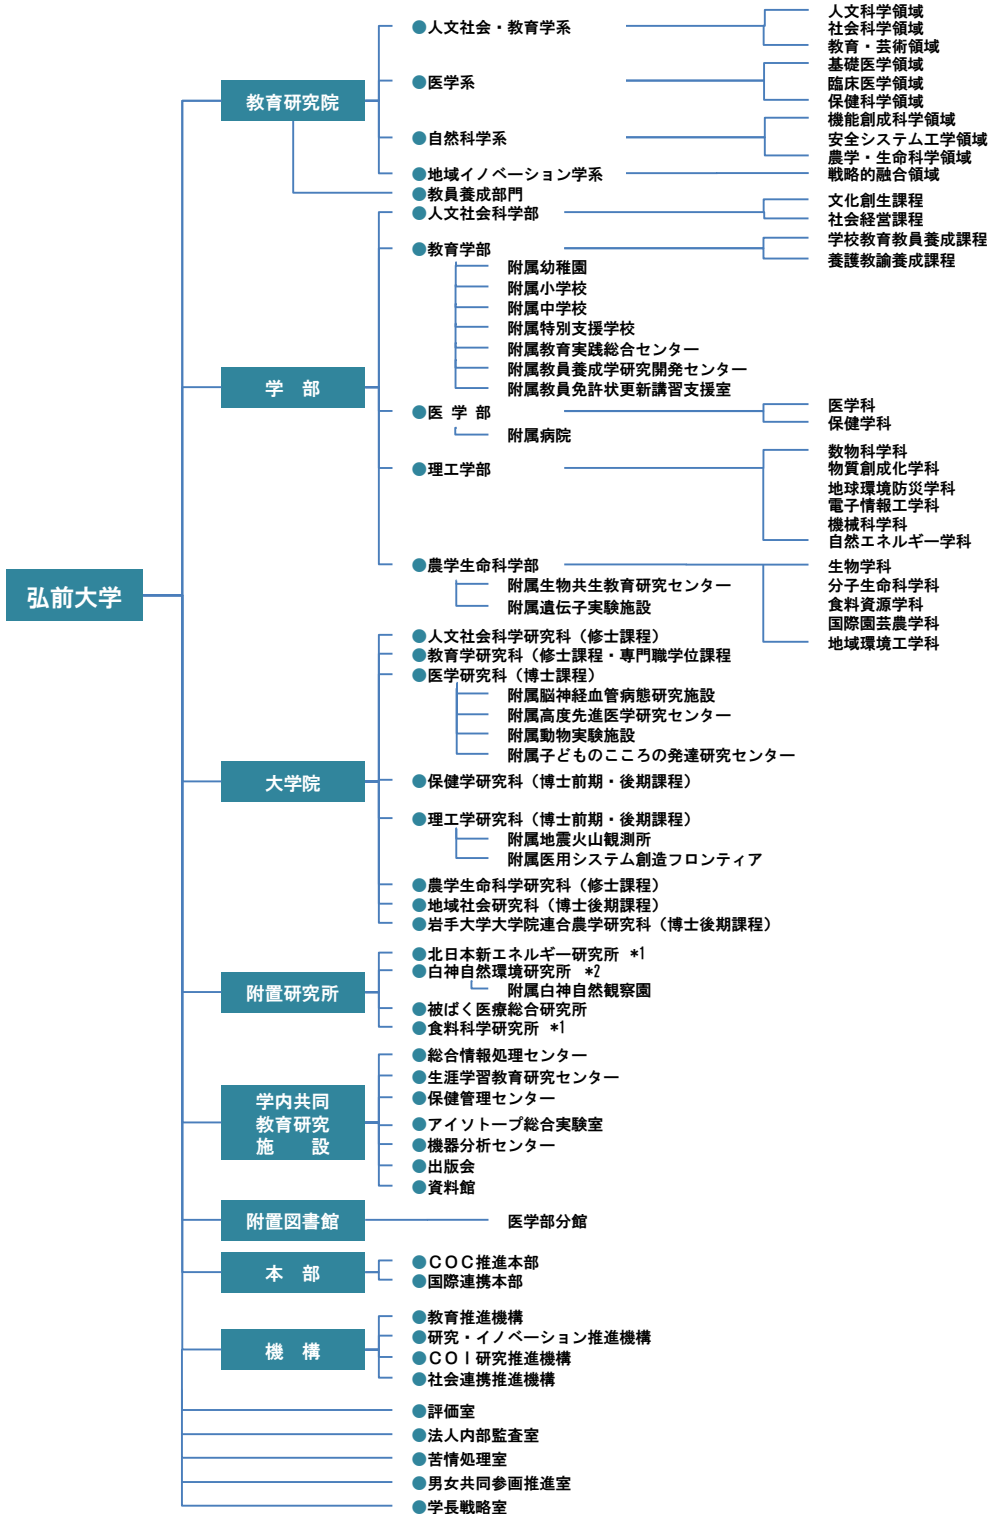 弘前大学
教育研究院
●人文社会・教育学系
人文科学領域
社会科学領域
教育・芸術領域
●医学系
基礎医学領域
臨床医学領域
保健科学領域
●自然科学系
機能創成科学領域
安全システム工学領域
農学・生命科学領域
●地域イノベーション学系
戦略的融合領域
●教員養成部門
学　部
●人文社会科学部
文化創生課程
社会経営課程
●教育学部
学校教育教員養成課程
養護教諭養成課程
附属幼稚園
附属小学校
附属中学校
附属特別支援学校
附属教育実践総合センター
附属教員養成学研究開発センター
附属教員免許状更新講習支援室
●医 学 部
医学科
保健学科
附属病院
●理工学部
数物科学科
物質創成化学科
地球環境防災学科
電子情報工学科
機械科学科
自然エネルギー学科
●農学生命科学部
生物学科
分子生命科学科
食料資源学科
国際園芸農学科
地域環境工学科
附属生物共生教育研究センター
附属遺伝子実験施設
大学院
●人文社会科学研究科（修士課程）
●教育学研究科（修士課程・専門職学位課程
●医学研究科（博士課程）
附属脳神経血管病態研究施設
附属高度先進医学研究センター
附属動物実験施設
附属子どものこころの発達研究センター
●保健学研究科（博士前期・後期課程）
●理工学研究科（博士前期・後期課程）
附属地震火山観測所
附属医用システム創造フロンティア
●農学生命科学研究科（修士課程）
●地域社会研究科（博士後期課程）
●岩手大学大学院連合農学研究科（博士後期課程）
附置研究所
●北日本新エネルギー研究所 *1
●白神自然環境研究所 *2
附属白神自然観察園
●被ばく医療総合研究所
●食料科学研究所 *1
学内共同
教育研究
施　　設
●総合情報処理センター
●生涯学習教育研究センター
●保健管理センター
●アイソトープ総合実験室
●機器分析センター
●出版会
●資料館
附置図書館
医学部分館
本　部
●ＣＯＣ推進本部
●国際連携本部
機　構
●教育推進機構
●研究・イノベーション推進機構
●ＣＯＩ研究推進機構
●社会連携推進機構
●評価室
●法人内部監査室
●苦情処理室
●男女共同参画推進室
●学長戦略室